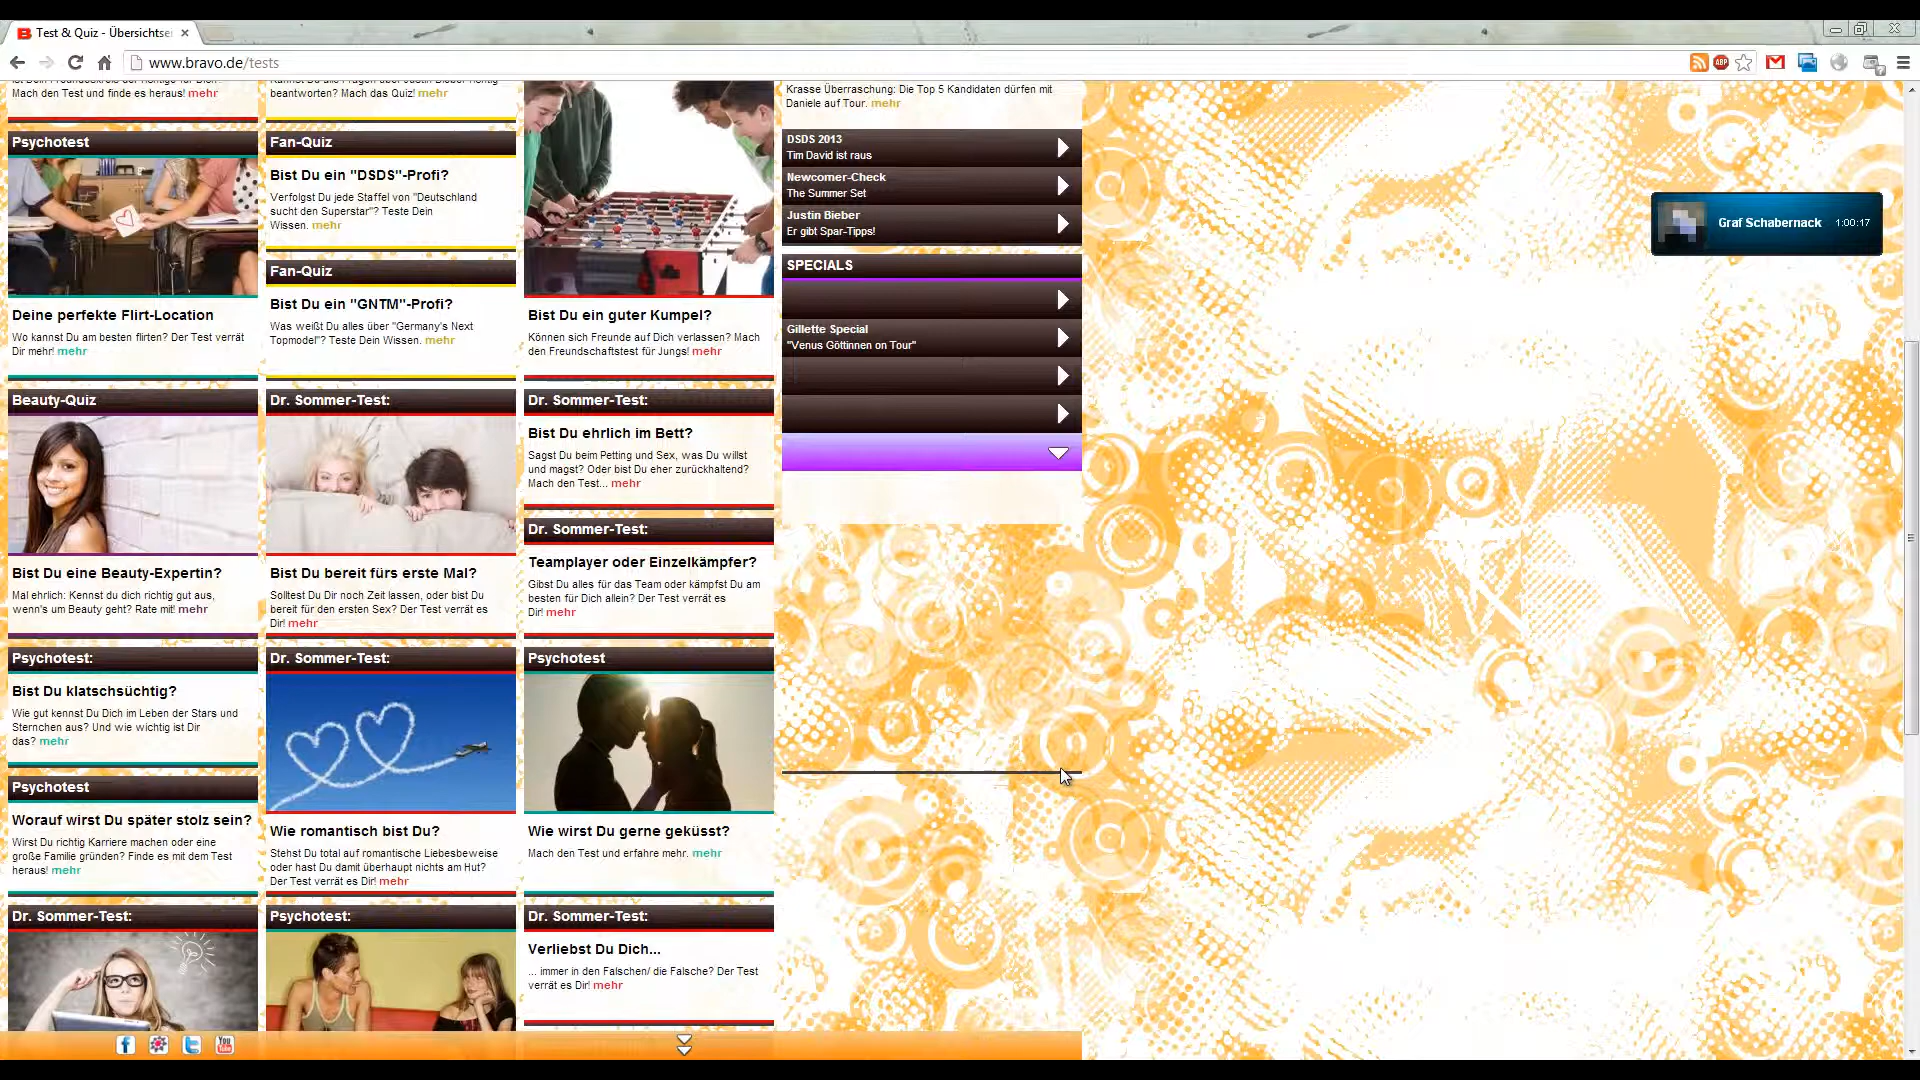 Test & Quiz - Übersichtse
www.bravo.de/tests
Mach den Test und finde es heraus! mehr
Psychotest
Deine perfekte Flirt-Location
Wo kannst Du am besten flirten? Der Test verrät
Dir mehr! mehr
Beauty-Quiz
Bist Du eine Beauty-Expertin?
Mal ehrlich: Kennst du dich richtig gut aus,
wenn's um Beauty geht? Rate mit! mehr
Psychotest:
Bist Du klatschsüchtig?
Wie gut kennst Du Dich im Leben der Stars und
Sternchen aus? Und wie wichtig ist Dir
das? mehr
Psychotest
Worauf wirst Du später stolz sein?
Wirst Du richtig Karriere machen oder eine
große Familie gründen? Finde es mit dem Test
heraus! mehr
Dr. Sommer-Test:
beantworten? Mach das Quiz! mehr
Fan-Quiz
Bist Du ein "DSDS"-Profi?
Verfolgst Du jede Staffel von "Deutschland
sucht den Superstar"? Teste Dein
Wissen. mehr
Fan-Quiz
Bist Du ein "GNTM"-Profi?
Was weißt Du alles über "Germany's Next
Topmodel"? Teste Dein Wissen. mehr
Dr. Sommer-Test:
Bist Du bereit fürs erste Mal?
Solltest Du Dir noch Zeit lassen, oder bist Du
bereit für den ersten Sex? Der Test verrät es
Dir! mehr
Dr. Sommer-Test:
Wie romantisch bist Du?
Stehst Du total auf romantische Liebesbeweise
oder hast Du damit überhaupt nichts am Hut?
Der Test verrät es Dir! mehr
Psychotest:
Bist Du ein guter Kumpel?
Können sich Freunde auf Dich verlassen? Mach
den Freundschaftstest für Jungs! mehr
Dr. Sommer-Test:
Bist Du ehrlich im Bett?
Sagst Du beim Petting und Sex, was Du willst
und magst? Oder bist Du eher zurückhaltend?
Mach den Test... mehr
Dr. Sommer-Test:
Teamplayer oder Einzelkämpfer?
Gibst Du alles für das Team oder kämpfst Du am
besten für Dich allein? Der Test verrät es
Dir! mehr
Psychotest
Wie wirst Du gerne geküsst?
Mach den Test und erfahre mehr. mehr
Dr. Sommer-Test:
Verliebst Du Dich...
... immer in den Falschen/ die Falsche? Der Test
verrät es Dir! mehr
Krasse Überraschung: Die Top 5 Kandidaten dürfen mit
Daniele auf Tour. mehr
DSDS 2013
Tim David ist raus
Newcomer-Check
The Summer Set
Justin Bieber
Er gibt Spar-Tipps!
SPECIALS
Gillette Special
"Venus Göttinnen on Tour"
Graf Schabernack 1:00:17
ABP
You